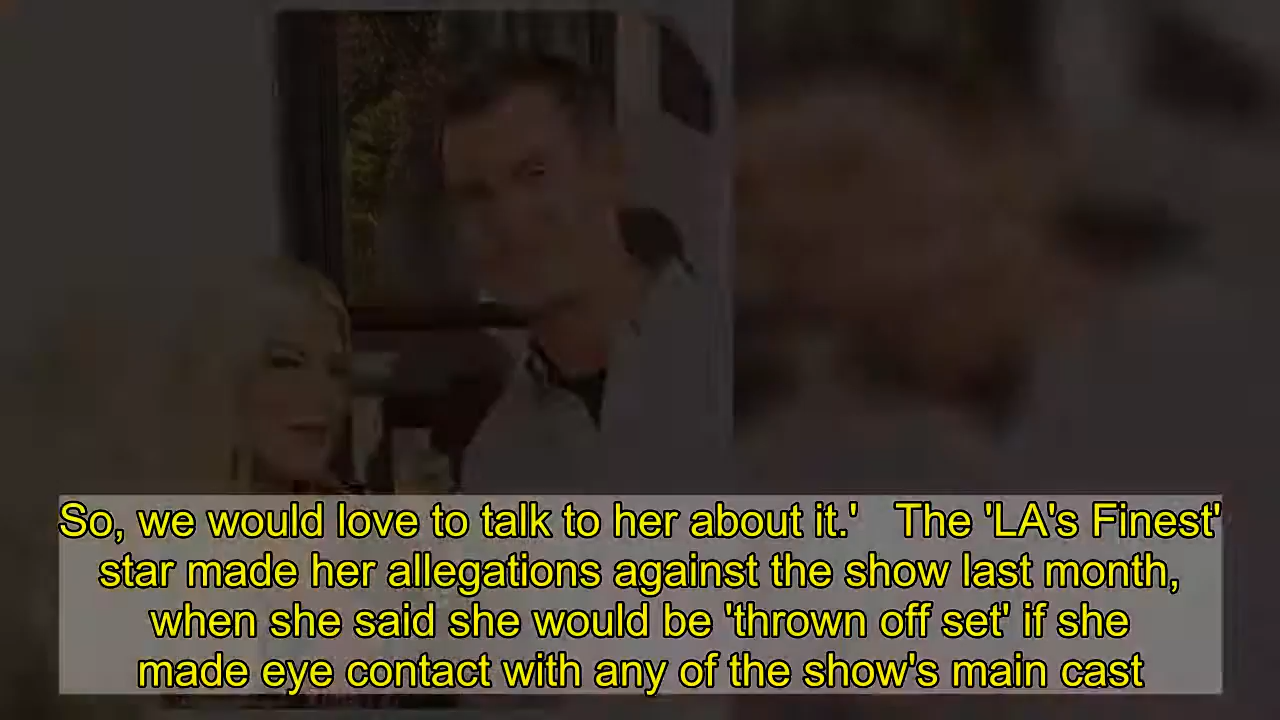 So, we would love to talk to her about it.'   The 'LA's Finest'
star made her allegations against the show last month,
when she said she would be 'thrown off set' if she
made eye contact with any of the show's main cast